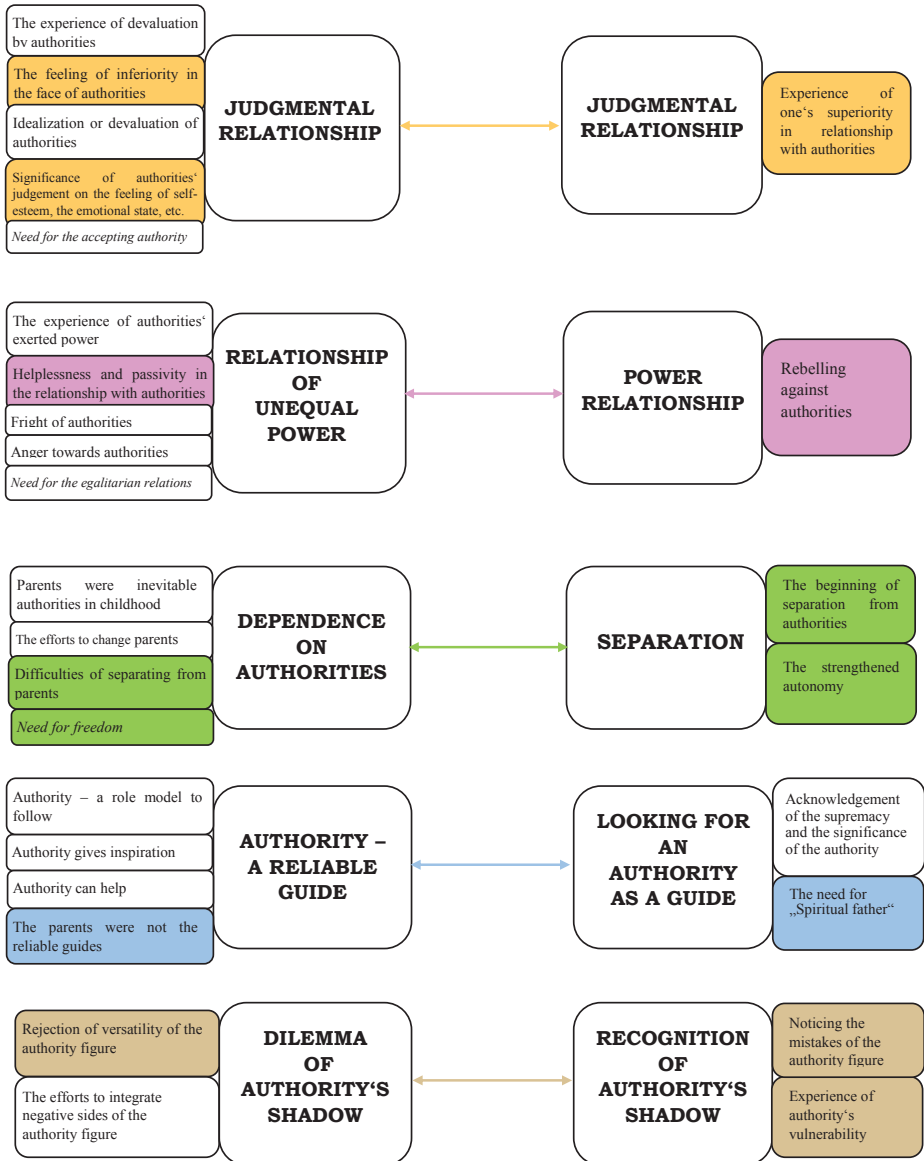 The experience of devaluation
bv authorities
The feeling of inferiority in
the face of authorities
Idealization or devaluation of
authorities
Significance of authorities‘
judgement on the feeling of self-
esteem, the emotional state, etc.
Need for the accepting authority
JUDGMENTAL
RELATIONSHIP
JUDGMENTAL
RELATIONSHIP
Experience of
one‘s superiority
in relationship
with authorities
The experience of authorities‘
exerted power
Helplessness and passivity in
the relationship with authorities
Fright of authorities
Anger towards authorities
Need for the egalitarian relations
RELATIONSHIP
OF
UNEQUAL
POWER
POWER
RELATIONSHIP
Rebelling
against
authorities
Parents were inevitable
authorities in childhood
The efforts to change parents
Difficulties of separating from
parents
Need for freedom
DEPENDENCE
ON
AUTHORITIES
SEPARATION
The beginning of
separation from
authorities
The strengthened
autonomy
Authority – a role model to
follow
Authority gives inspiration
Authority can help
The parents were not the
reliable guides
AUTHORITY –
A RELIABLE
GUIDE
LOOKING FOR
AN
AUTHORITY
AS A GUIDE
Acknowledgement
of the supremacy
and the significance
of the authority
The need for
„Spiritual father“
Rejection of versatility of the
authority figure
The efforts to integrate
negative sides of the
authority figure
DILEMMA
OF
AUTHORITY‘S
SHADOW
RECOGNITION
OF
AUTHORITY‘S
SHADOW
Noticing the
mistakes of the
authority figure
Experience of
authority‘s
vulnerability